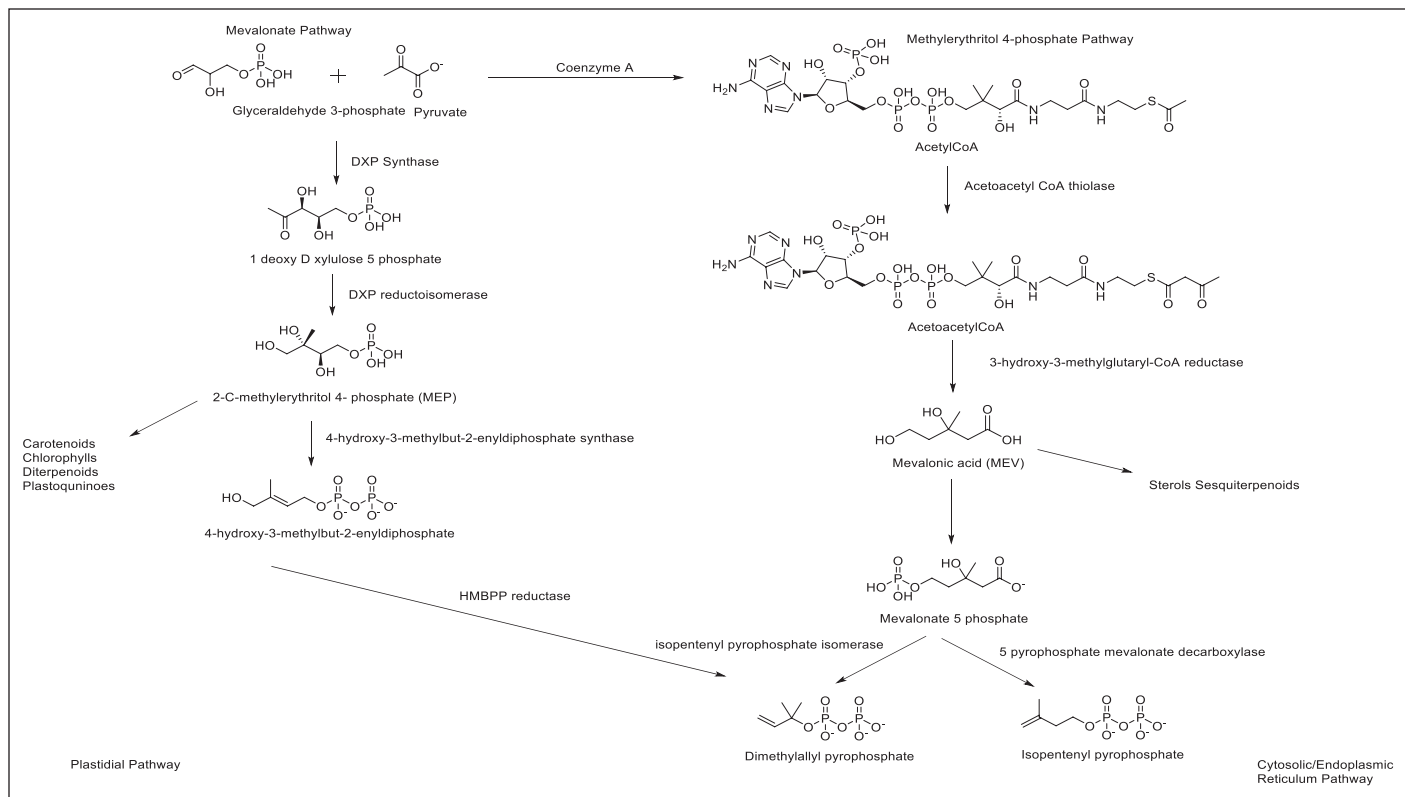 Mevalonate Pathway
Methylerythritol 4-phosphate Pathway
Glyceraldehyde 3-phosphate
Pyruvate
Coenzyme A
AcetylCoA
DXP Synthase
Acetoacetyl CoA thiolase
1 deoxy D xylulose 5 phosphate
DXP reductoisomerase
AcetoacetylCoA
3-hydroxy-3-methylglutaryl-CoA reductase
2-C-methylerythritol 4- phosphate (MEP)
4-hydroxy-3-methylbut-2-enyldiphosphate synthase
Carotenoids
Chlorophylls
Diterpenoids
Plastoquninoes
Mevalonic acid (MEV)
Sterols Sesquiterpenoids
4-hydroxy-3-methylbut-2-enyldiphosphate
HMBPP reductase
Mevalonate 5 phosphate
isopentenyl pyrophosphate isomerase
5 pyrophosphate mevalonate decarboxylase
Dimethylallyl pyrophosphate
Isopentenyl pyrophosphate
Plastidial Pathway
Cytosolic/Endoplasmic
Reticulum Pathway